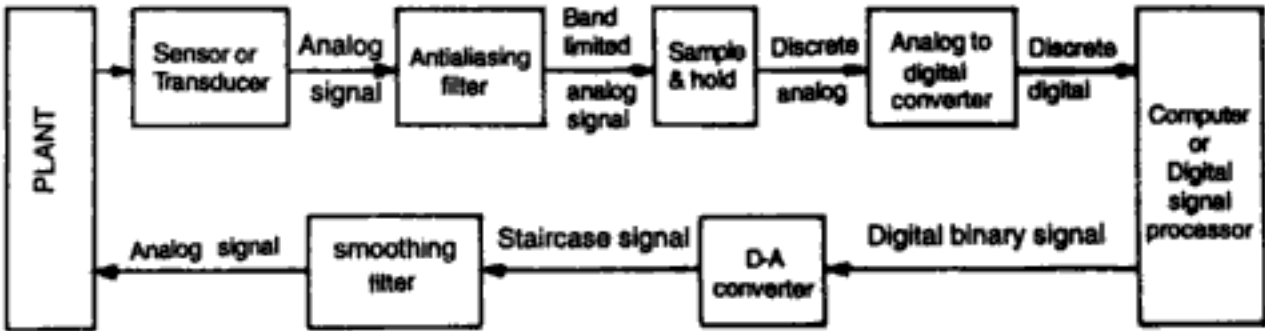 PLANT
Sensor or
Transducer
Analog
signal
Antialiasing
filter
Band
limited
analog
signal
Sample
& hold
Discrete
analog
Analog to
digital
converter
Discrete
digital
Computer
or
Digital
signal
processor
Digital binary signal
D-A
converter
Staircase signal
smoothing
filter
Analog signal